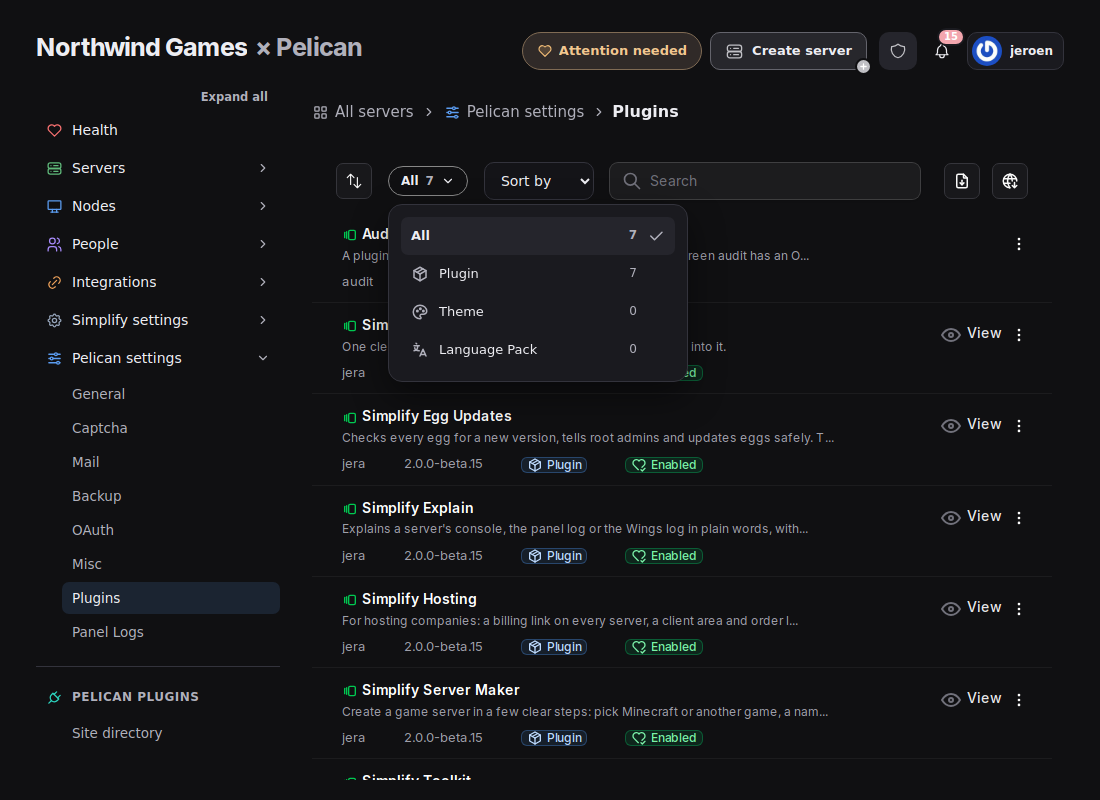 Northwind Games × Pelican
Attention needed
Create server
15
jeroen
Expand all
Health
Servers
Nodes
People
Integrations
Simplify settings
Pelican settings
General
Captcha
Mail
Backup
OAuth
Misc
Plugins
Panel Logs
PELICAN PLUGINS
Site directory
All servers > Pelican settings > Plugins
All 7
Sort by
Search
All 7
Plugin 7
Theme 0
Language Pack 0
audit has an O...
audit
View
One
into it.
jera
Simplify Egg Updates
Checks every egg for a new version, tells root admins and updates eggs safely. T...
jera 2.0.0-beta.15 Plugin Enabled
View
Simplify Explain
Explains a server's console, the panel log or the Wings log in plain words, with...
jera 2.0.0-beta.15 Plugin Enabled
View
Simplify Hosting
For hosting companies: a billing link on every server, a client area and order l...
jera 2.0.0-beta.15 Plugin Enabled
View
Simplify Server Maker
Create a game server in a few clear steps: pick Minecraft or another game, a nam...
jera 2.0.0-beta.15 Plugin Enabled
View
Simplify Toolkit